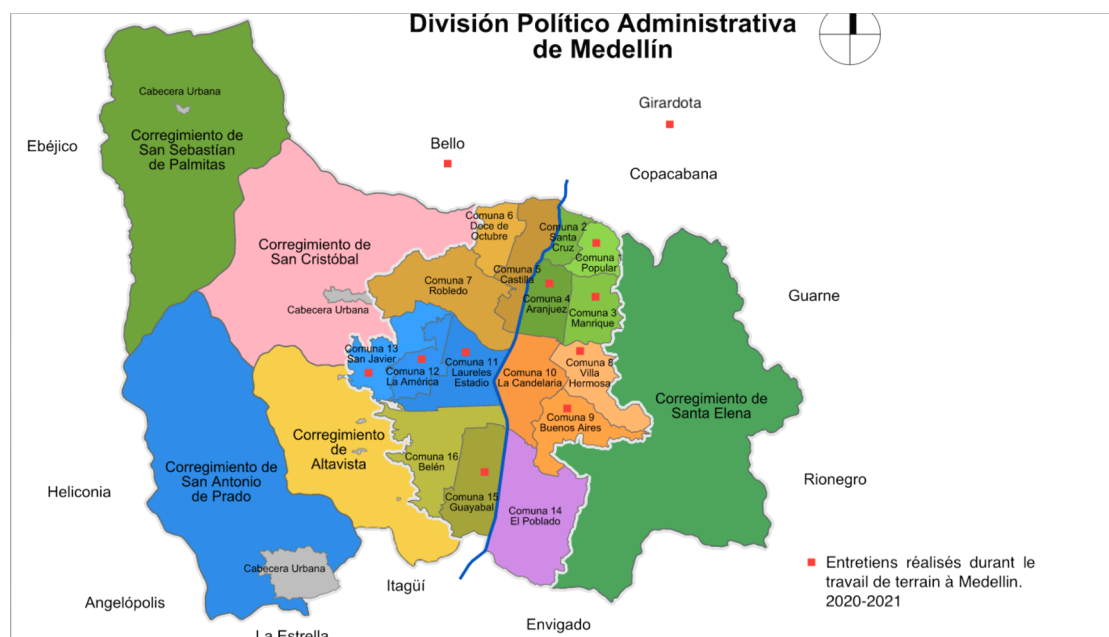 División Político Administrativa
de Medellín
Cabecera Urbana
Corregimiento de
San Sebastían
de Palmitas
Ebéjico
Bello
Girardota
Copacabana
Guarne
Corregimiento de
San Cristóbal
Cabecera Urbana
Comuna 6
Doce de
Octubre
Comuna 5
Castilla
Comuna 2
Santa
Cruz
Comuna 1
Popular
Comuna 7
Robledo
Comuna 4
Aranjuez
Comuna 3
Manrique
Comuna 13
San Javier
Comuna 12
La América
Comuna 11
Laureles
Estadio
Comuna 10
La Candelaria
Comuna 8
Villa
Hermosa
Comuna 9
Buenos Aires
Corregimiento de
Santa Elena
Corregimiento
de
Altavista
Comuna 16
Belén
Comuna 15
Guayabal
Comuna 14
El Poblado
Corregimiento de
San Antonio
de Prado
Cabecera Urbana
Heliconia
Rionegro
Angelópolis
Itagüí
La Estrella
Envigado
Entretiens réalisés durant le
travail de terrain à Medellin.
2020-2021